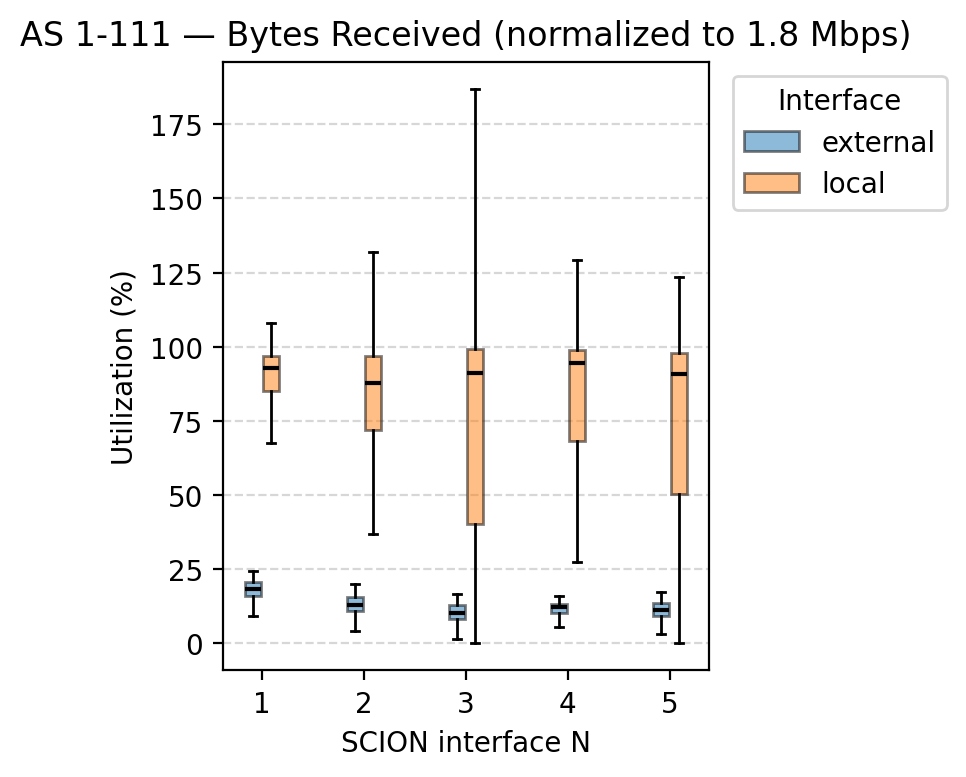 AS 1-111 — Bytes Received (normalized to 1.8 Mbps)
Interface
external
local
Utilization (%)
175
150
125
100
75
50
25
0
1 2 3 4 5
SCION interface N